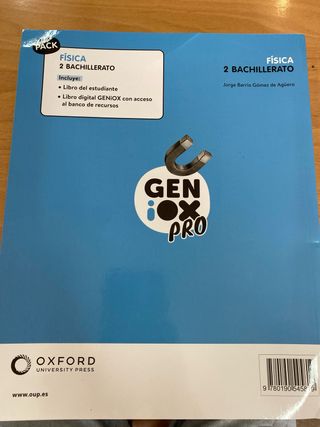 PACK
FÍSICA
2 BACHILLERATO
Incluye:
• Libro del estudiante
• Libro digital GENiOX con acceso
al banco de recursos
FÍSICA
2 BACHILLERATO
Jorge Barrio Gómez de Agüero
GEN
iOX
PRO
OXFORD
UNIVERSITY PRESS
www.oup.es